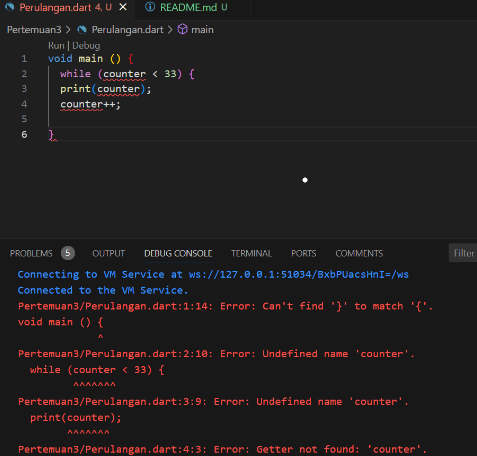 Perulangan.dart 4, U
README.md U
Pertemuan3 > Perulangan.dart > main
Run | Debug
1 void main () {
2 while (counter < 33) {
3 print(counter);
4 counter++;
5
6 }
PROBLEMS 5 OUTPUT DEBUG CONSOLE TERMINAL PORTS COMMENTS Filter
Connecting to VM Service at ws://127.0.0.1:51034/BxbPUacsHnI=/ws
Connected to the VM Service.
Pertemuan3/Perulangan.dart:1:14: Error: Can't find '}' to match '{'.
void main () {
^
Pertemuan3/Perulangan.dart:2:10: Error: Undefined name 'counter'.
while (counter < 33) {
^^^^^^^
Pertemuan3/Perulangan.dart:3:9: Error: Undefined name 'counter'.
print(counter);
^^^^^^^
Pertemuan3/Perulangan.dart:4:3: Error: Getter not found: 'counter'.